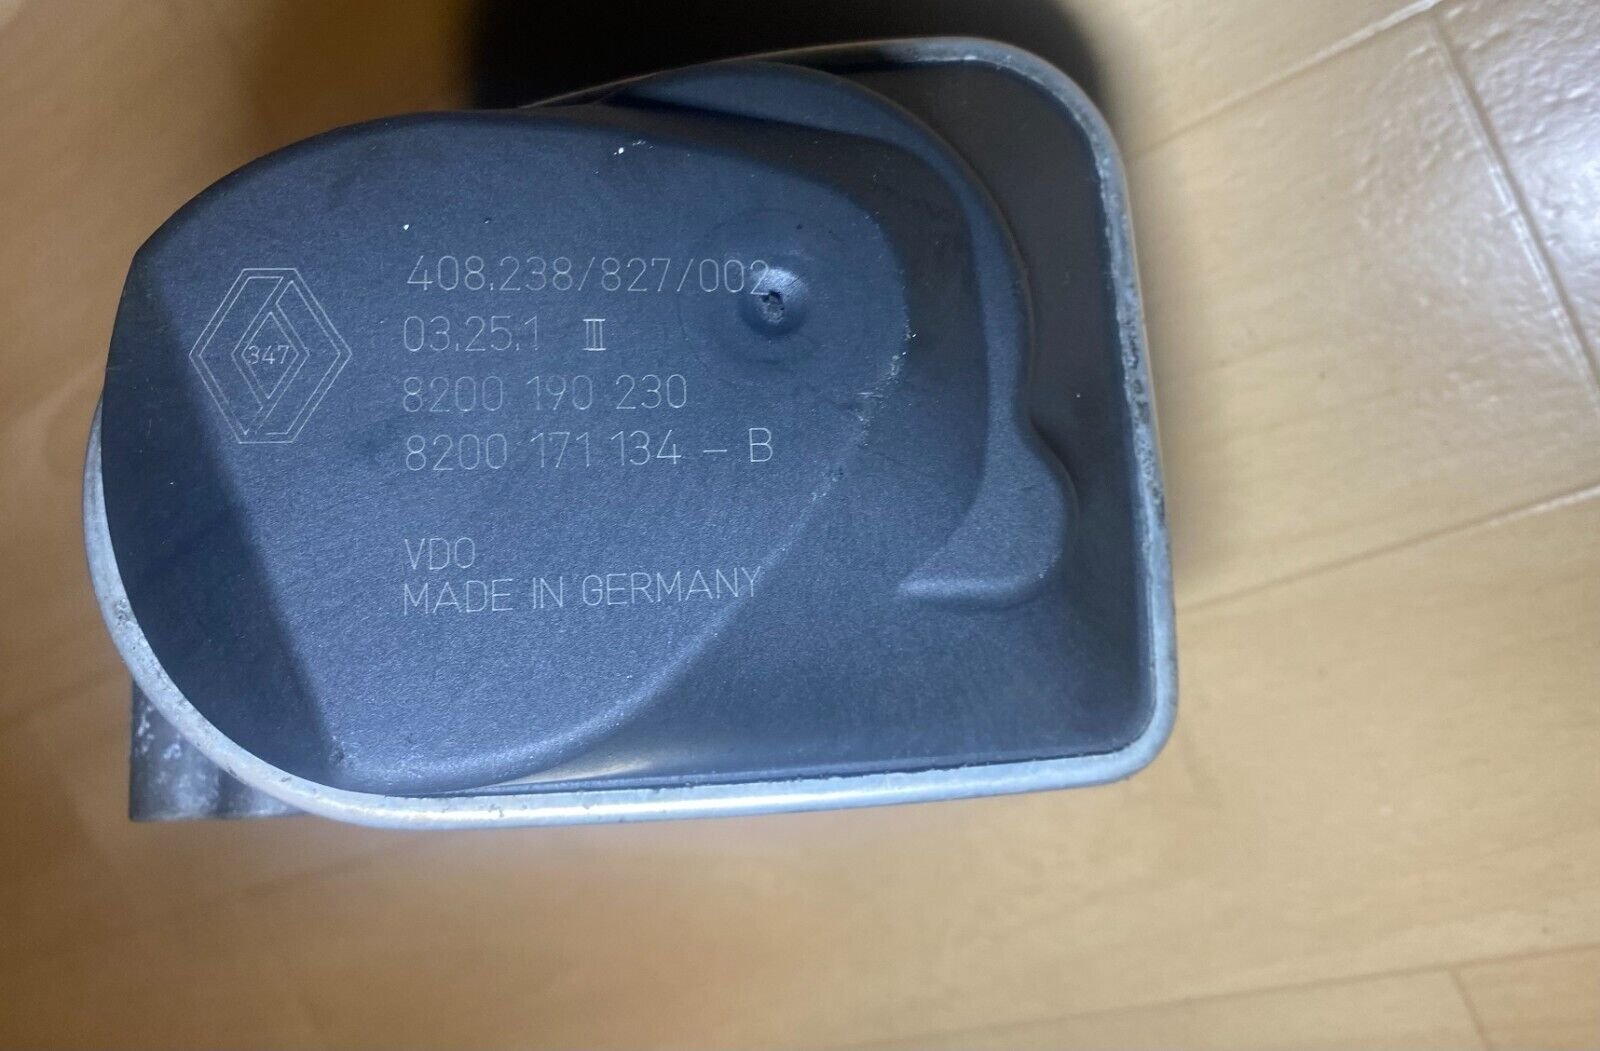 347
408.238/827/002
03.25.1 III
8200 190 230
8200 171 134 - B
VDO
MADE IN GERMANY